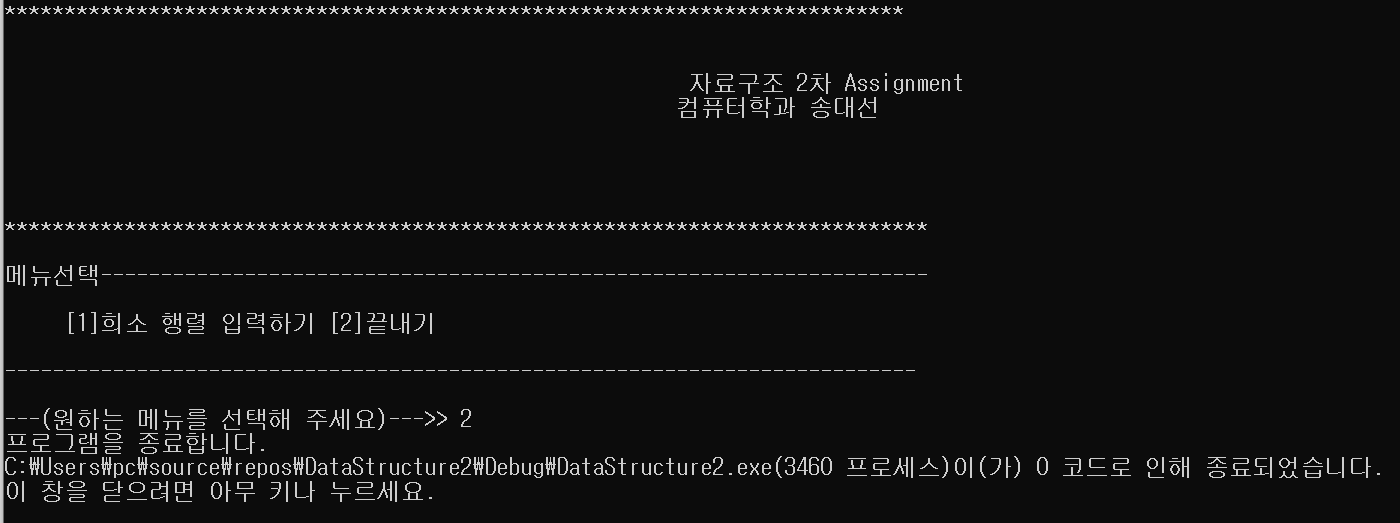 ***************************************************************************
자료구조 2차 Assignment
컴퓨터학과 송대선
*****************************************************************************
메뉴선택---------------------------------------------------------------------
[1]희소 행렬 입력하기 [2]끝내기
----------------------------------------------------------------------------
---(원하는 메뉴를 선택해 주세요)--->> 2
프로그램을 종료합니다.
C:₩Users₩pc₩source₩repos₩DataStructure2₩Debug₩DataStructure2.exe(3460 프로세스)이(가) 0 코드로 인해 종료되었습니다.
이 창을 닫으려면 아무 키나 누르세요.